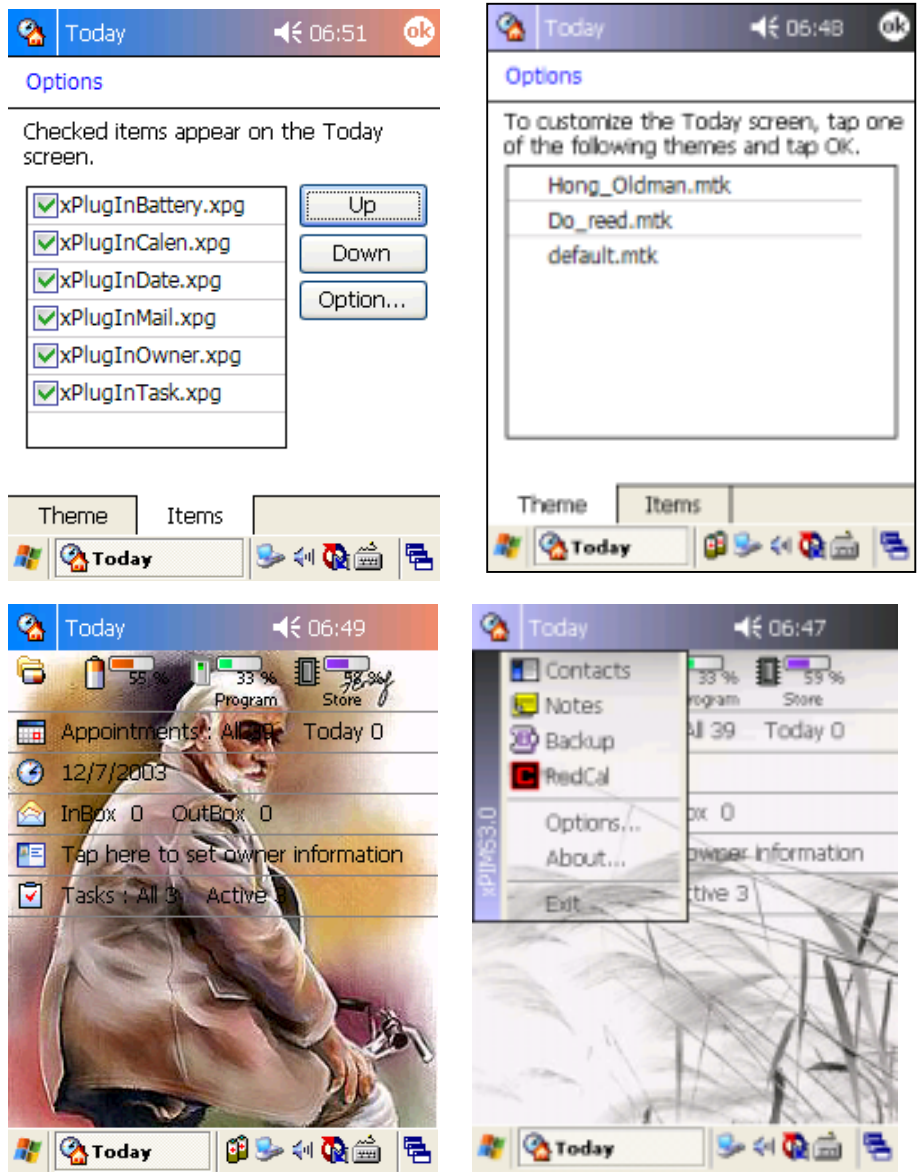 Today 06:51 ok
Options
Checked items appear on the Today
screen.
xPlugInBattery.xpg
xPlugInCalen.xpg
xPlugInDate.xpg
xPlugInMail.xpg
xPlugInOwner.xpg
xPlugInTask.xpg
Up
Down
Option...
Theme Items
Today
Today 06:48 ok
Options
To customize the Today screen, tap one
of the following themes and tap OK.
Hong_Oldman.mtk
Do_reed.mtk
default.mtk
Theme Items
Today
Today 06:49
55 % 33 % 58 %
Program Store
Appointments : All 39 Today 0
12/7/2003
InBox 0 OutBox 0
Tap here to set owner information
Tasks : All 3 Active 3
Today
Today 06:47
xPIMS3.0
Contacts
Notes
Backup
C RedCal
Options...
About...
Exit
33 % 59 %
rogram Store
All 39 Today 0
ox 0
owner information
ctive 3
Today